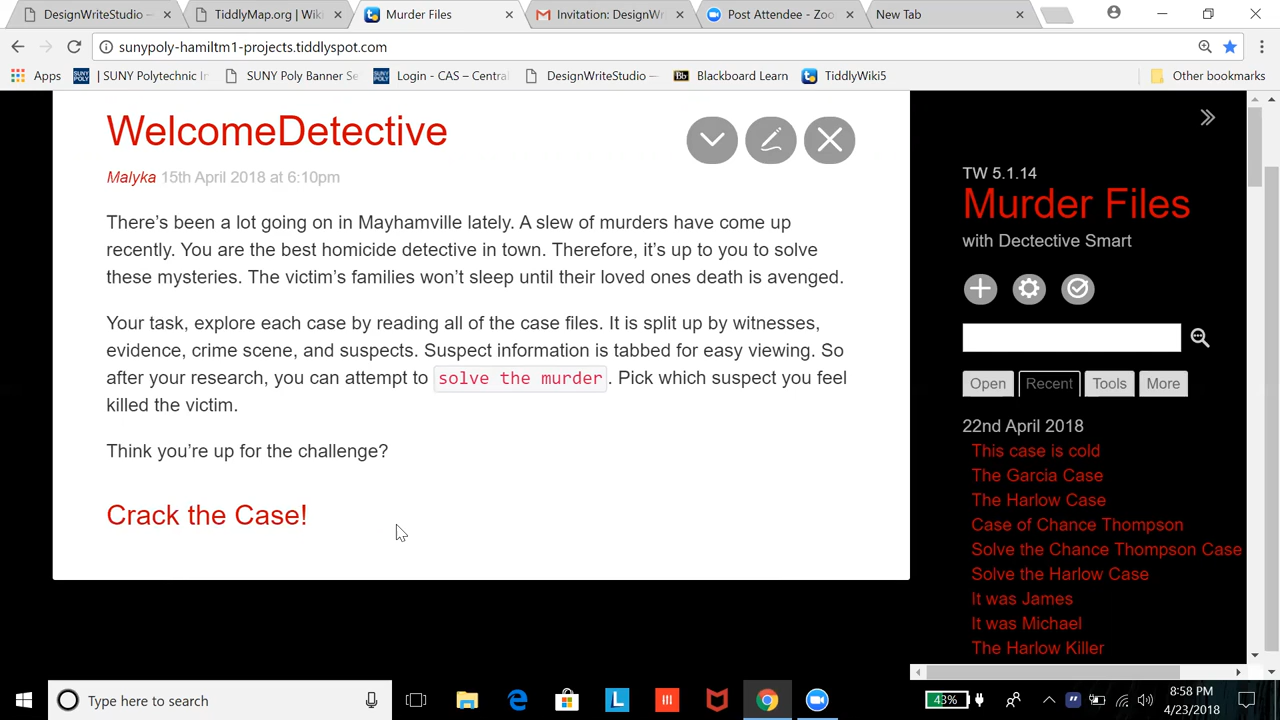 DesignWriteStudio –
TiddlyMap.org | Wiki
Murder Files
Invitation: DesignWr
Post Attendee - Zoo
New Tab
sunypoly-hamiltm1-projects.tiddlyspot.com
Apps
| SUNY Polytechnic In
SUNY Poly Banner Se
Login - CAS – Centra
DesignWriteStudio —
Blackboard Learn
TiddlyWiki5
Other bookmarks
WelcomeDetective
Malyka 15th April 2018 at 6:10pm
There's been a lot going on in Mayhamville lately. A slew of murders have come up
recently. You are the best homicide detective in town. Therefore, it's up to you to solve
these mysteries. The victim's families won't sleep until their loved ones death is avenged.
Your task, explore each case by reading all of the case files. It is split up by witnesses,
evidence, crime scene, and suspects. Suspect information is tabbed for easy viewing. So
after your research, you can attempt to solve the murder. Pick which suspect you feel
killed the victim.
Think you're up for the challenge?
Crack the Case!
TW 5.1.14
Murder Files
with Dectective Smart
Open
Recent
Tools
More
22nd April 2018
This case is cold
The Garcia Case
The Harlow Case
Case of Chance Thompson
Solve the Chance Thompson Case
Solve the Harlow Case
It was James
It was Michael
The Harlow Killer
Type here to search
43%
8:58 PM
4/23/2018